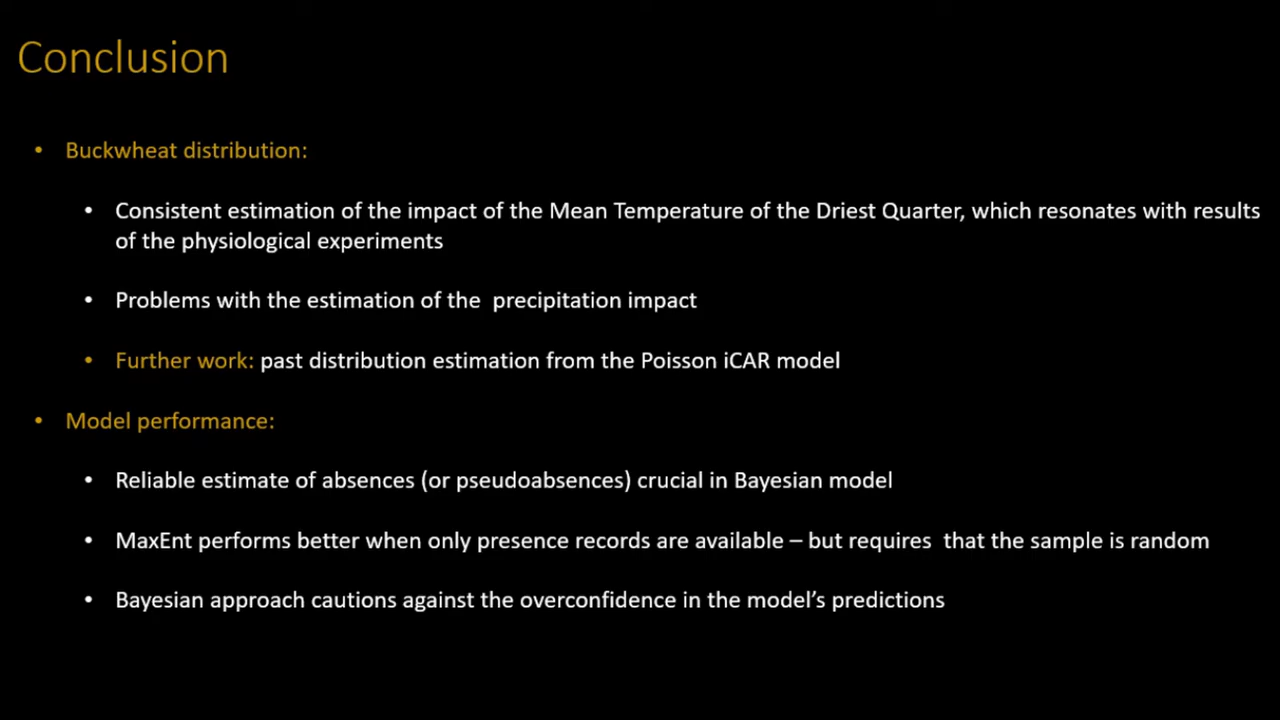 Conclusion
• Buckwheat distribution:
• Consistent estimation of the impact of the Mean Temperature of the Driest Quarter, which resonates with results
of the physiological experiments
• Problems with the estimation of the  precipitation impact
• Further work: past distribution estimation from the Poisson iCAR model
• Model performance:
• Reliable estimate of absences (or pseudoabsences) crucial in Bayesian model
• MaxEnt performs better when only presence records are available – but requires  that the sample is random
• Bayesian approach cautions against the overconfidence in the model’s predictions